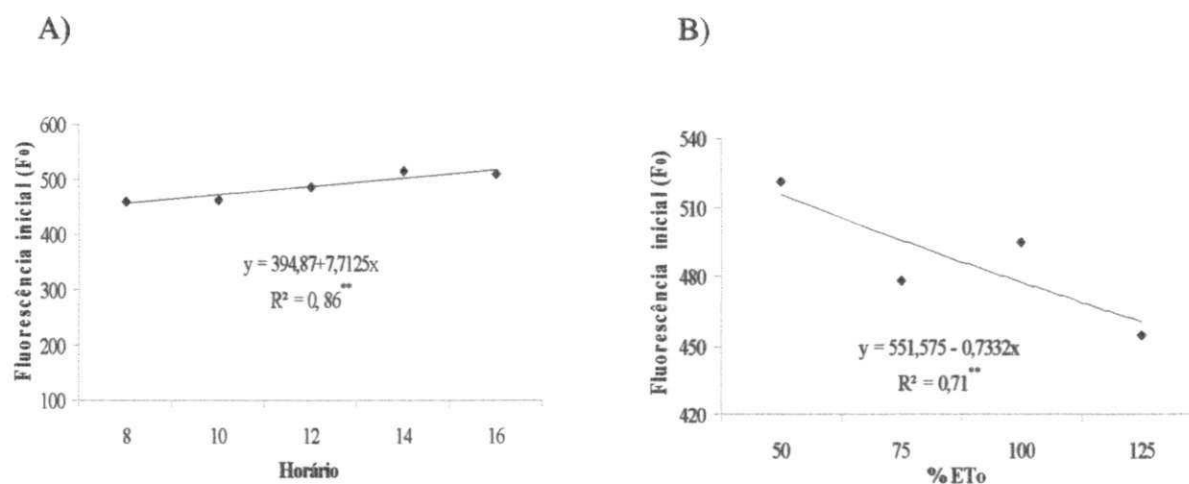 A)
600
500
400
300
200
100
Fluorescência inicial (F0)
y = 394,87+7,7125x
R² = 0,86**
8 10 12 14 16
Horário
B)
540
510
480
450
420
Fluorescência inicial (F0)
y = 551,575 - 0,7332x
R² = 0,71**
50 75 100 125
% ETo